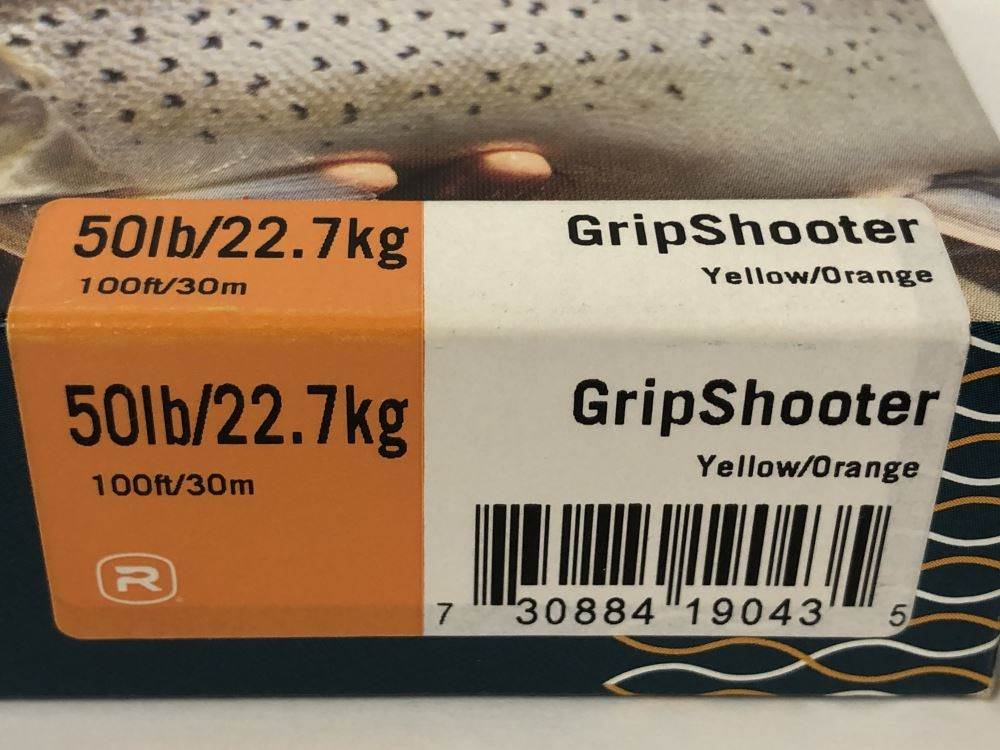 50lb/22.7kg
100ft/30m
GripShooter
Yellow/Orange
50lb/22.7kg
100ft/30m
GripShooter
Yellow/Orange
R
7 30884 19043 5